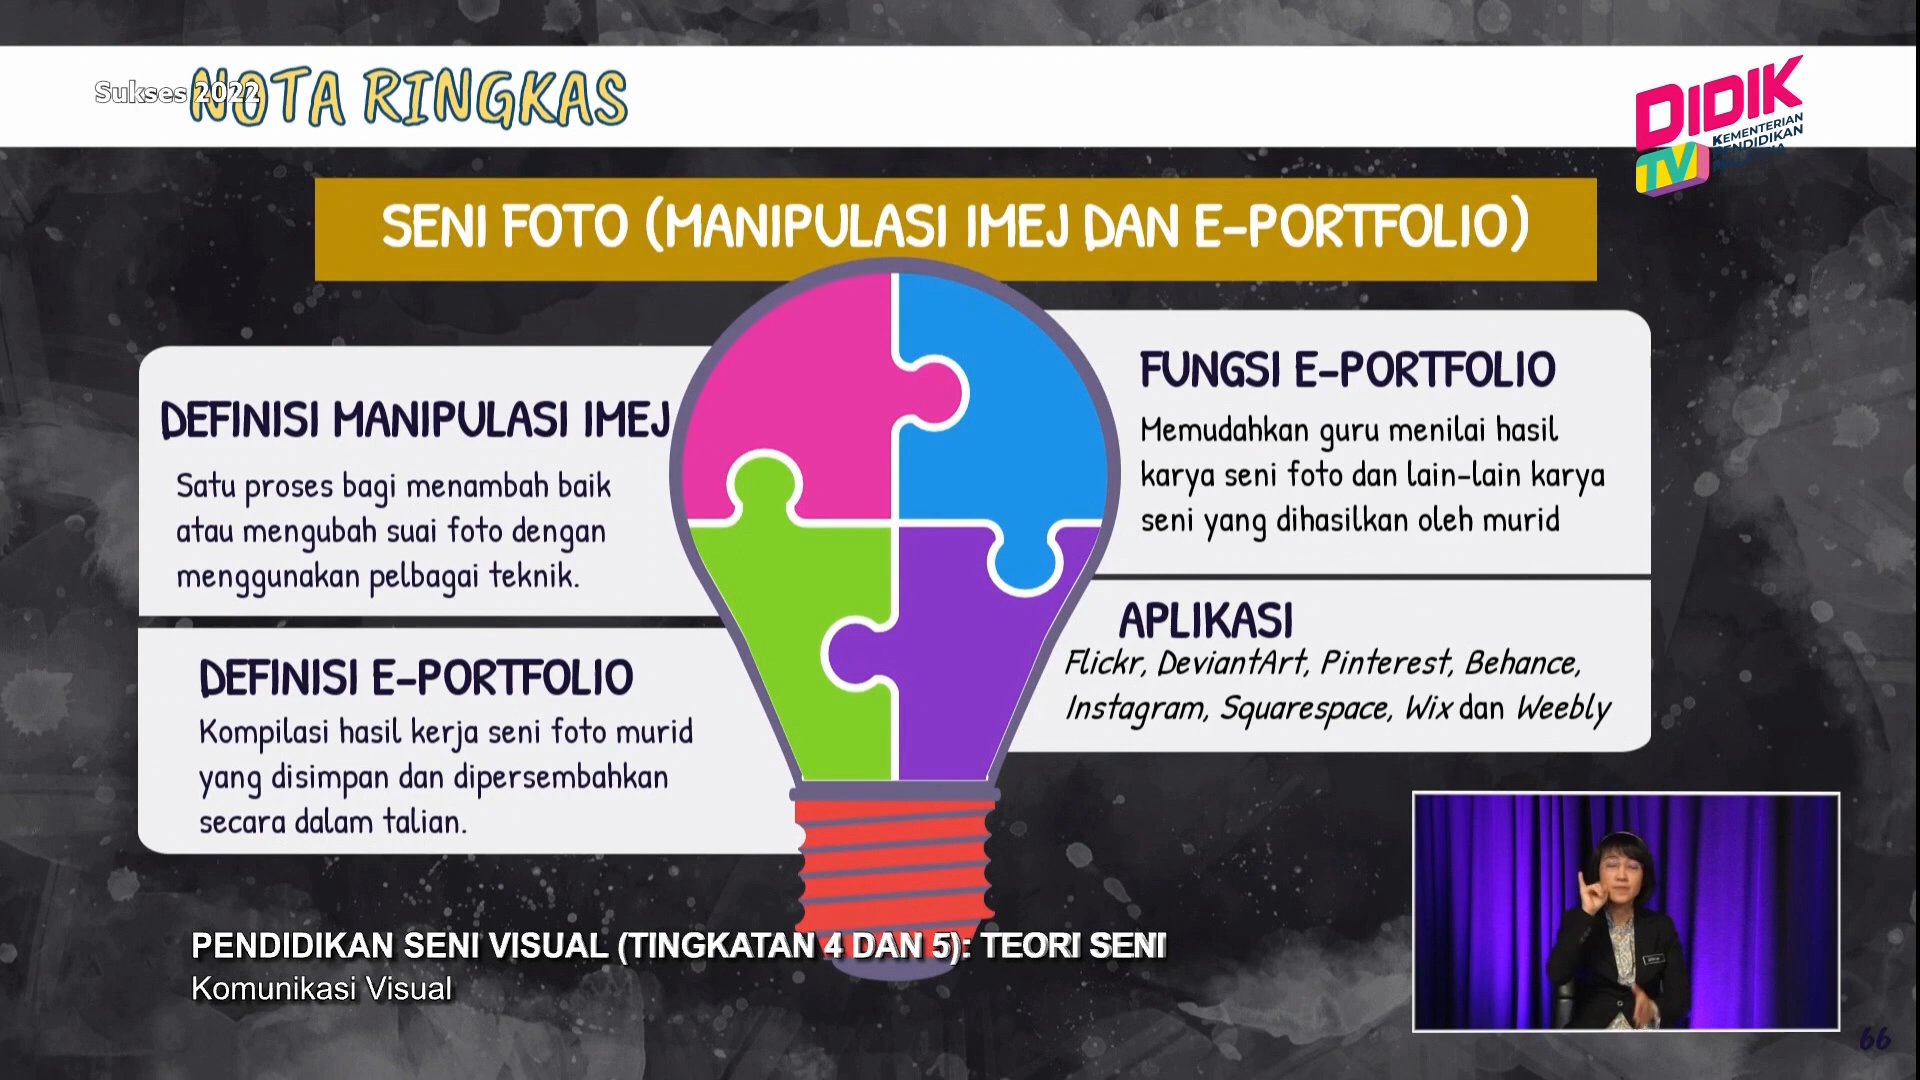 Sukses 2022
NOTA RINGKAS
DIDIK
TV
KEMENTERIAN
PENDIDIKAN
SENI FOTO (MANIPULASI IMEJ DAN E-PORTFOLIO)
DEFINISI MANIPULASI IMEJ
Satu proses bagi menambah baik
atau mengubah suai foto dengan
menggunakan pelbagai teknik.
DEFINISI E-PORTFOLIO
Kompilasi hasil kerja seni foto murid
yang disimpan dan dipersembahkan
secara dalam talian.
FUNGSI E-PORTFOLIO
Memudahkan guru menilai hasil
karya seni foto dan lain-lain karya
seni yang dihasilkan oleh murid
APLIKASI
Flickr, DeviantArt, Pinterest, Behance,
Instagram, Squarespace, Wix dan Weebly
PENDIDIKAN SENI VISUAL (TINGKATAN 4 DAN 5): TEORI SENI
Komunikasi Visual
66